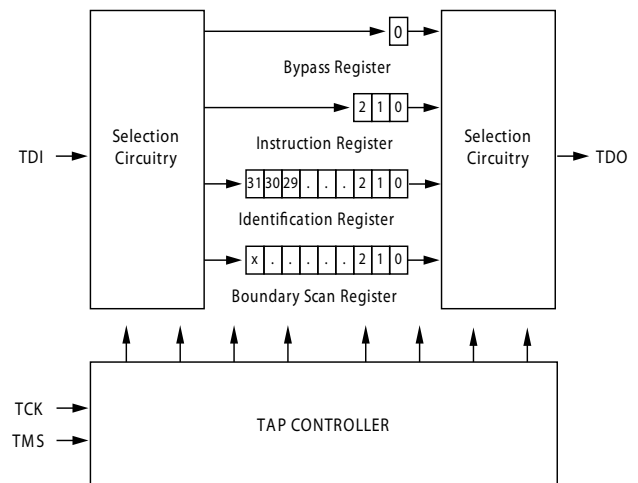 0
Bypass Register
2 1 0
Selection
Circuitry
Selection
Circuitry
TDI
TDO
Instruction Register
31 30 29 . . . 2 1 0
Identification Register
x . . . . . 2 1 0
Boundary Scan Register
TCK
TMS
TAP CONTROLLER